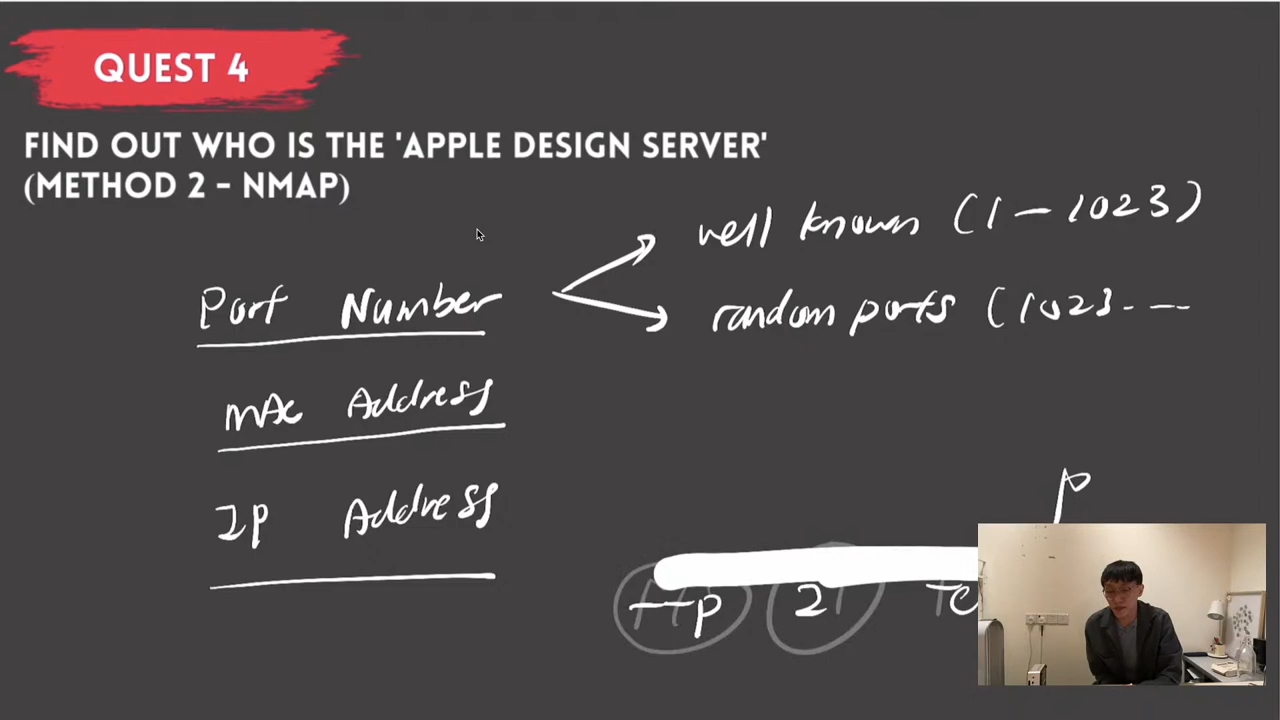 QUEST 4
FIND OUT WHO IS THE 'APPLE DESIGN SERVER'
(METHOD 2 - NMAP)
well known (1 - 1023)
Port Number
random ports (1023- --
MAC Address
IP Address
P
21